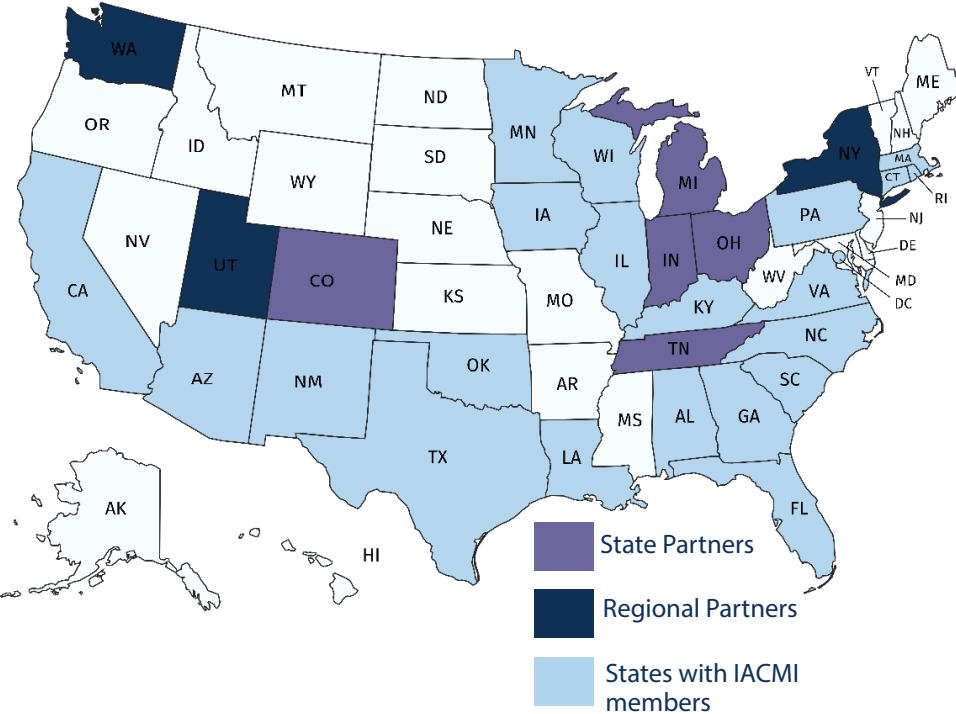 WA
MT
ND
MN
VT
ME
OR
ID
SD
WI
MI
NY
NH
MA
CT
RI
WY
NE
IA
PA
NJ
NV
UT
CO
KS
MO
IL
IN
OH
WV
DE
MD
DC
CA
KY
VA
AZ
NM
OK
AR
TN
NC
SC
TX
LA
MS
AL
GA
FL
AK
HI
State Partners
Regional Partners
States with IACMI
members